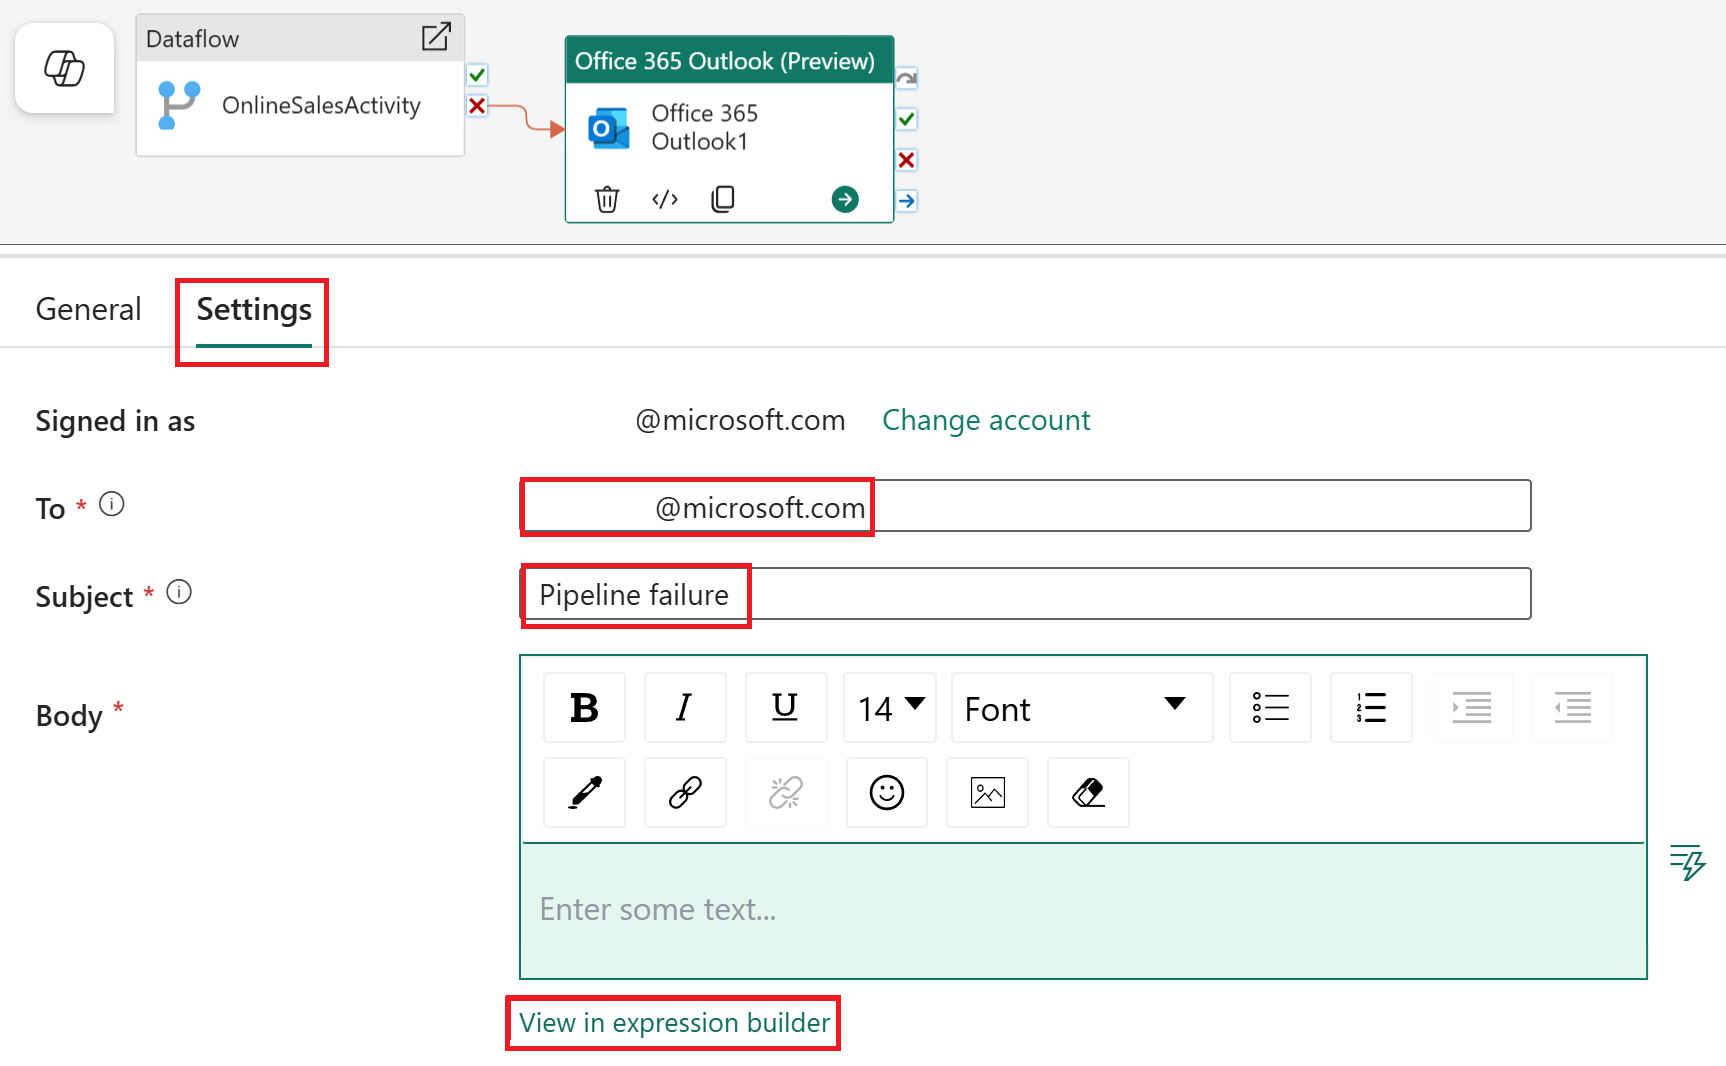 Dataflow
OnlineSalesActivity
Office 365 Outlook (Preview)
Office 365
Outlook1
General
Settings
Signed in as
@microsoft.com
Change account
To *
@microsoft.com
Subject *
Pipeline failure
Body *
B
I
U
14
Font
Enter some text...
View in expression builder